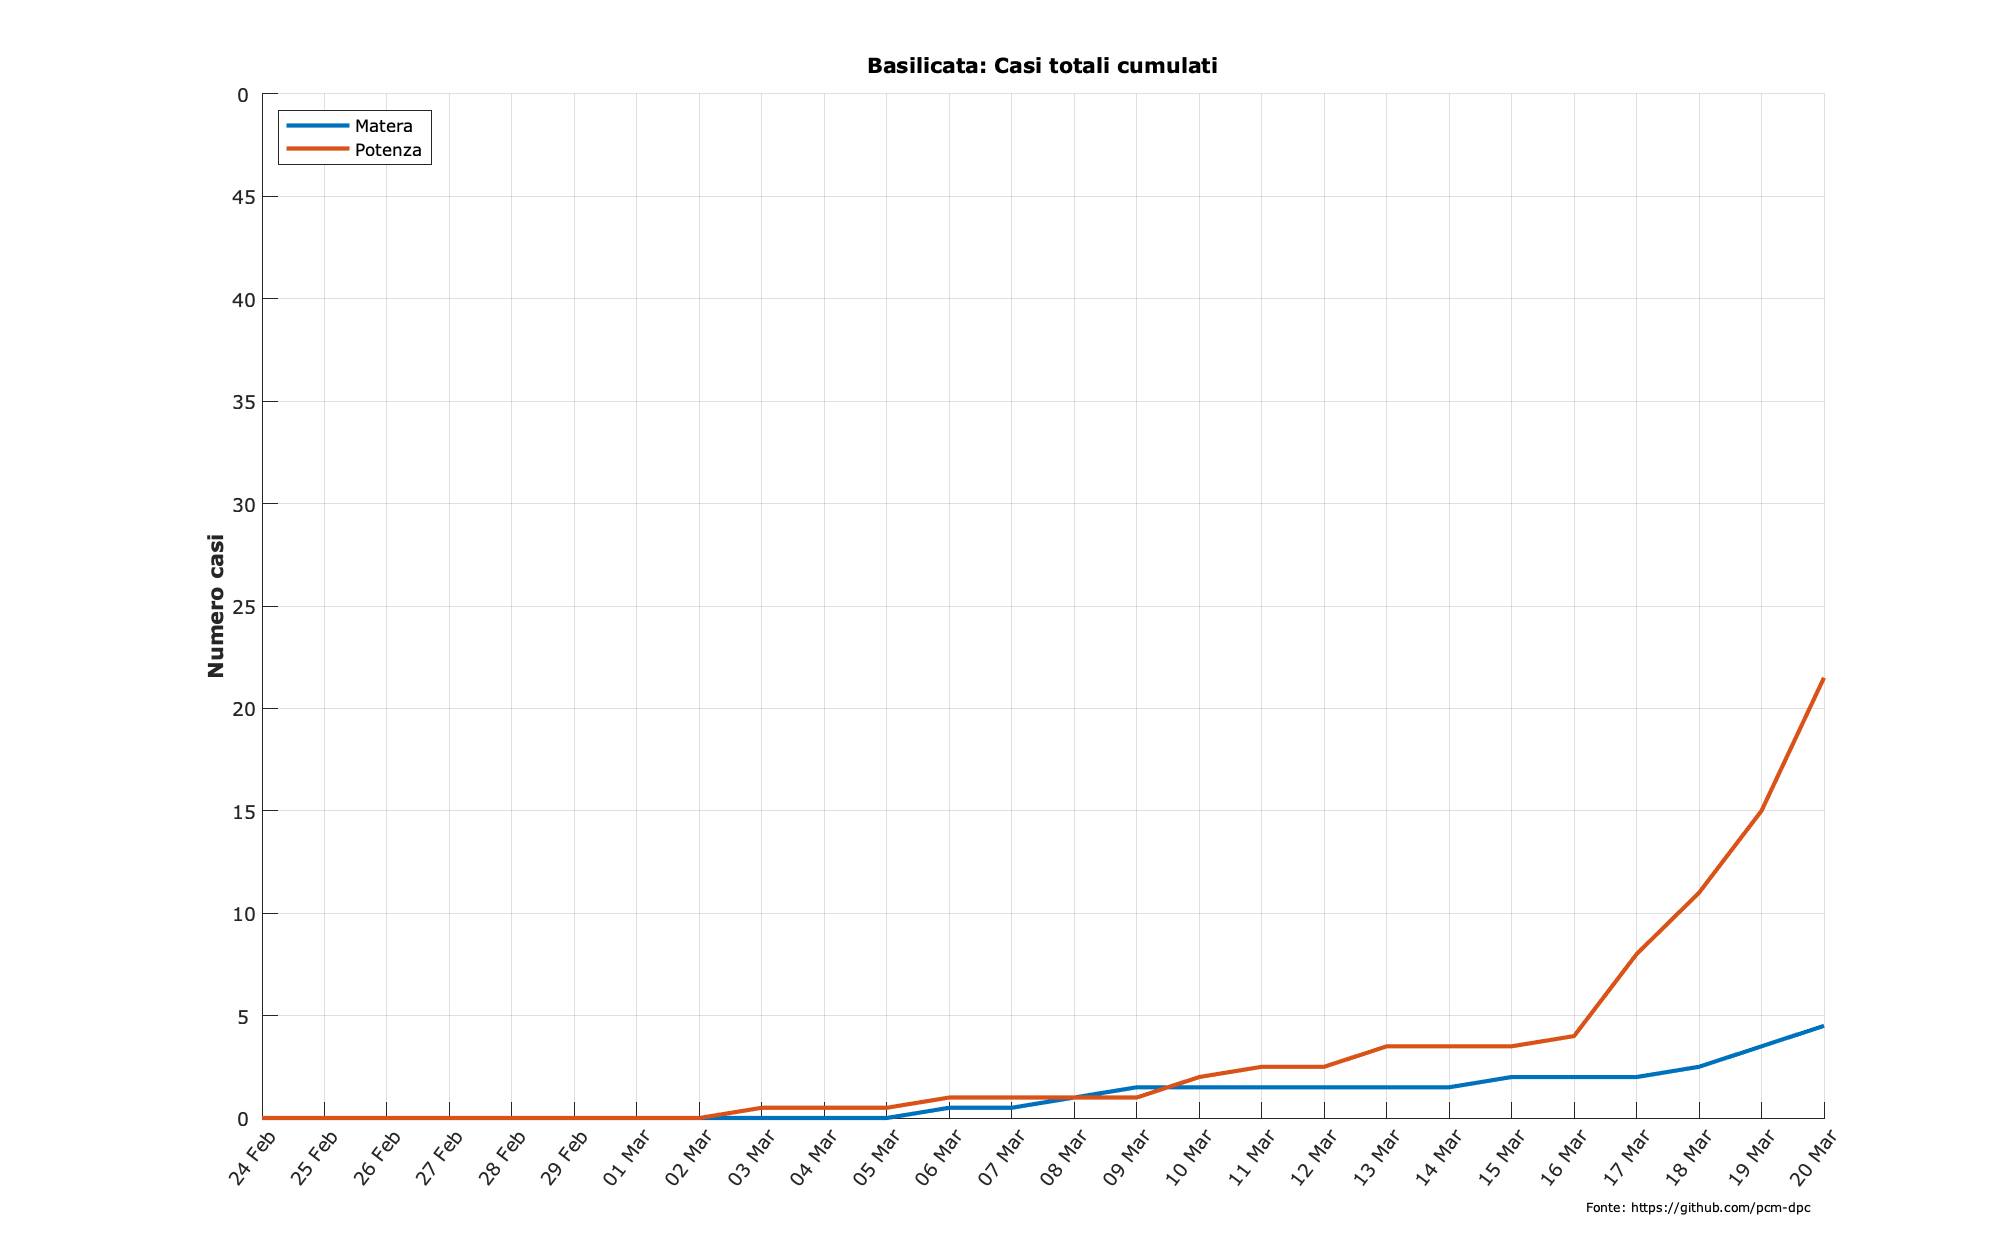 Basilicata: Casi totali cumulati
Matera
Potenza
0
45
40
35
30
25
20
15
10
5
0
Numero casi
24 Feb
25 Feb
26 Feb
27 Feb
28 Feb
29 Feb
01 Mar
02 Mar
03 Mar
04 Mar
05 Mar
06 Mar
07 Mar
08 Mar
09 Mar
10 Mar
11 Mar
12 Mar
13 Mar
14 Mar
15 Mar
16 Mar
17 Mar
18 Mar
19 Mar
20 Mar
Fonte: https://github.com/pcm-dpc